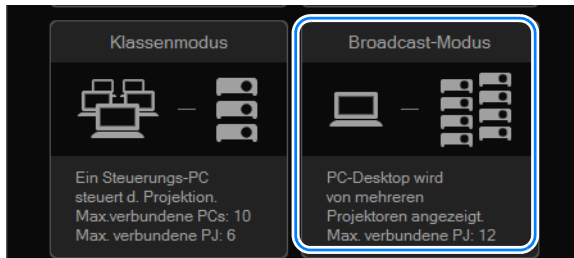 Klassenmodus
Ein Steuerungs-PC
steuert d. Projektion.
Max.verbundene PCs: 10
Max. verbundene PJ: 6
Broadcast-Modus
PC-Desktop wird
von mehreren
Projektoren angezeigt.
Max. verbundene PJ: 12